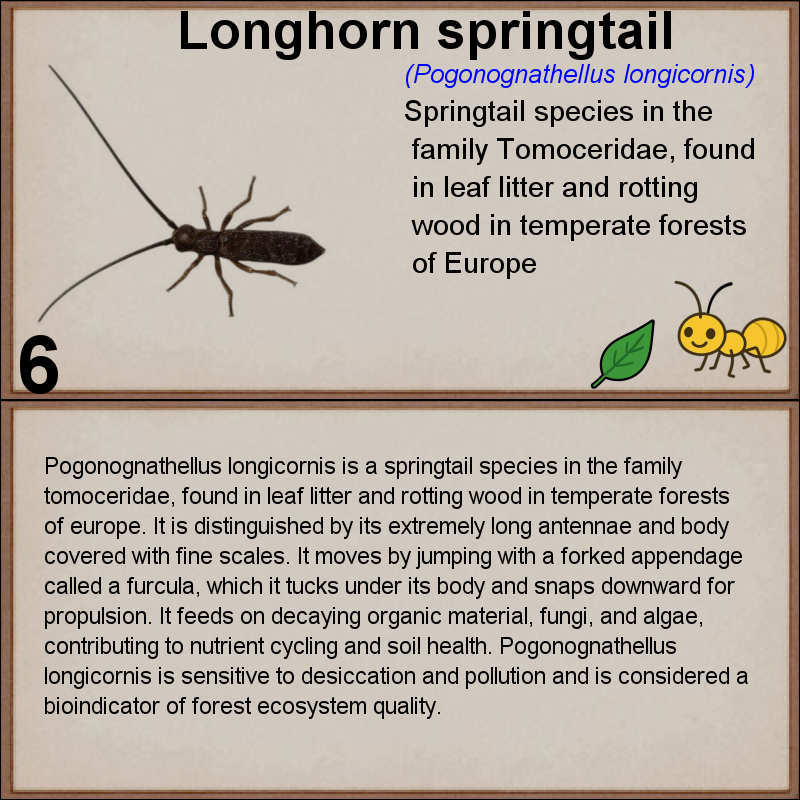 Longhorn springtail
(Pogonognathellus longicornis)
Springtail species in the
family Tomoceridae, found
in leaf litter and rotting
wood in temperate forests
of Europe
6
Pogonognathellus longicornis is a springtail species in the family
tomoceridae, found in leaf litter and rotting wood in temperate forests
of europe. It is distinguished by its extremely long antennae and body
covered with fine scales. It moves by jumping with a forked appendage
called a furcula, which it tucks under its body and snaps downward for
propulsion. It feeds on decaying organic material, fungi, and algae,
contributing to nutrient cycling and soil health. Pogonognathellus
longicornis is sensitive to desiccation and pollution and is considered a
bioindicator of forest ecosystem quality.